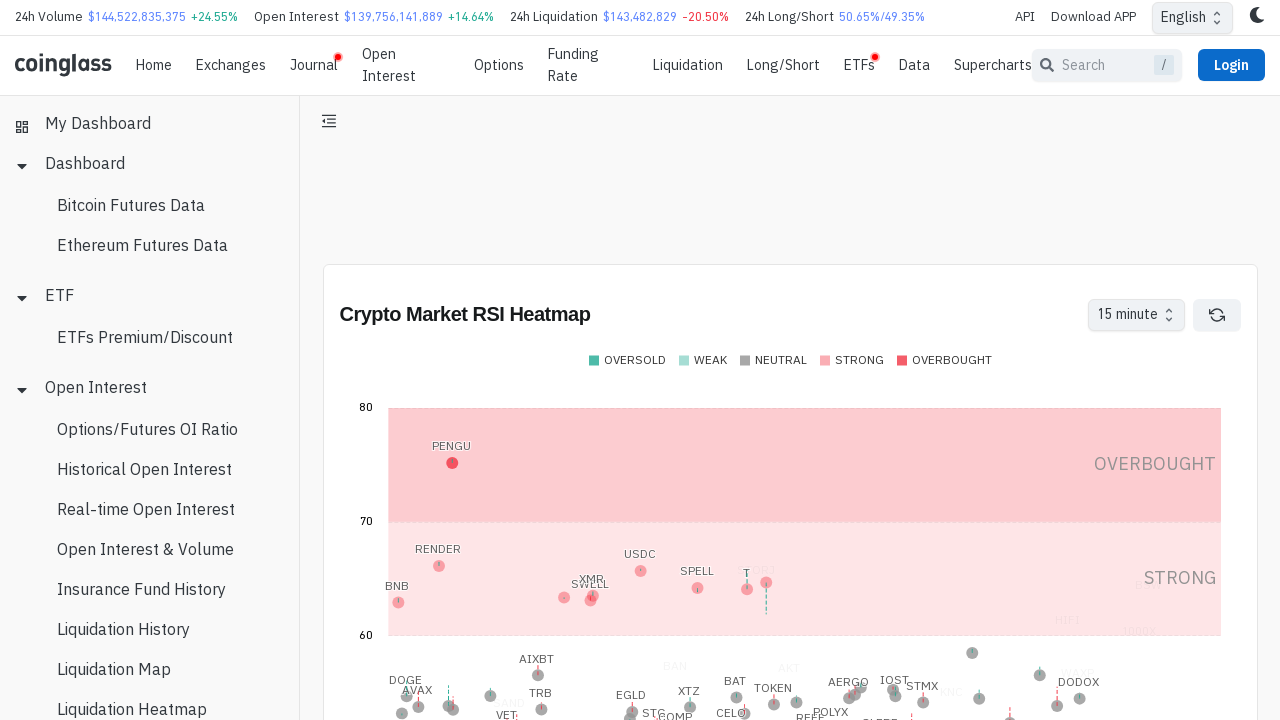 24h Volume $144,522,835,375 +24.55% Open Interest $139,756,141,889 +14.64% 24h Liquidation $143,482,829 -20.50% 24h Long/Short 50.65%/49.35% API Download APP English
coinglass Home Exchanges Journal Open Interest Options Funding Rate Liquidation Long/Short ETFs Data Supercharts Search / Login
My Dashboard
Dashboard
Bitcoin Futures Data
Ethereum Futures Data
ETF
ETFs Premium/Discount
Open Interest
Options/Futures OI Ratio
Historical Open Interest
Real-time Open Interest
Open Interest & Volume
Insurance Fund History
Liquidation History
Liquidation Map
Liquidation Heatmap
Crypto Market RSI Heatmap 15 minute
OVERSOLD WEAK NEUTRAL STRONG OVERBOUGHT
80
PENGU
OVERBOUGHT
70
RENDER
USDC
SPELL
T
XMR
SWELL
BNB
STRONG
60
HIFI
AIXBT
BAN
AKT
DOGE
AVAX
TRB
EGLD
XTZ
BAT
TOKEN
AERGO
IOST
STMX
DODOX
VET
CELO
POLYX